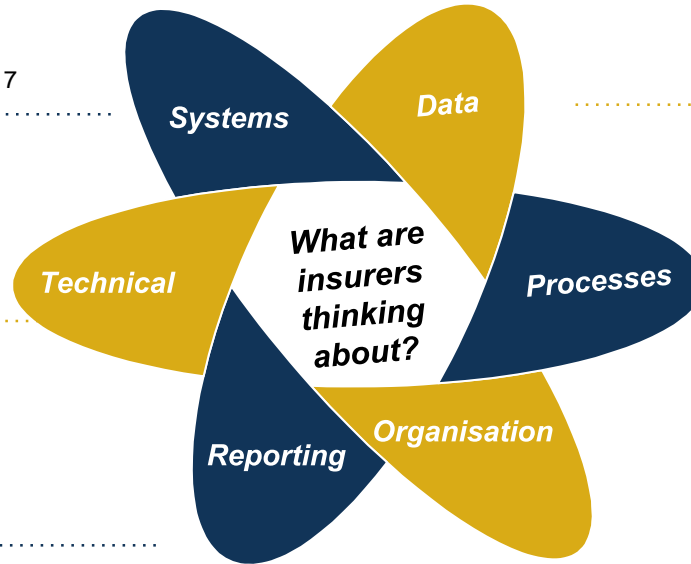 7
Systems
Data
What are
insurers
thinking
about?
Technical
Processes
Organisation
Reporting